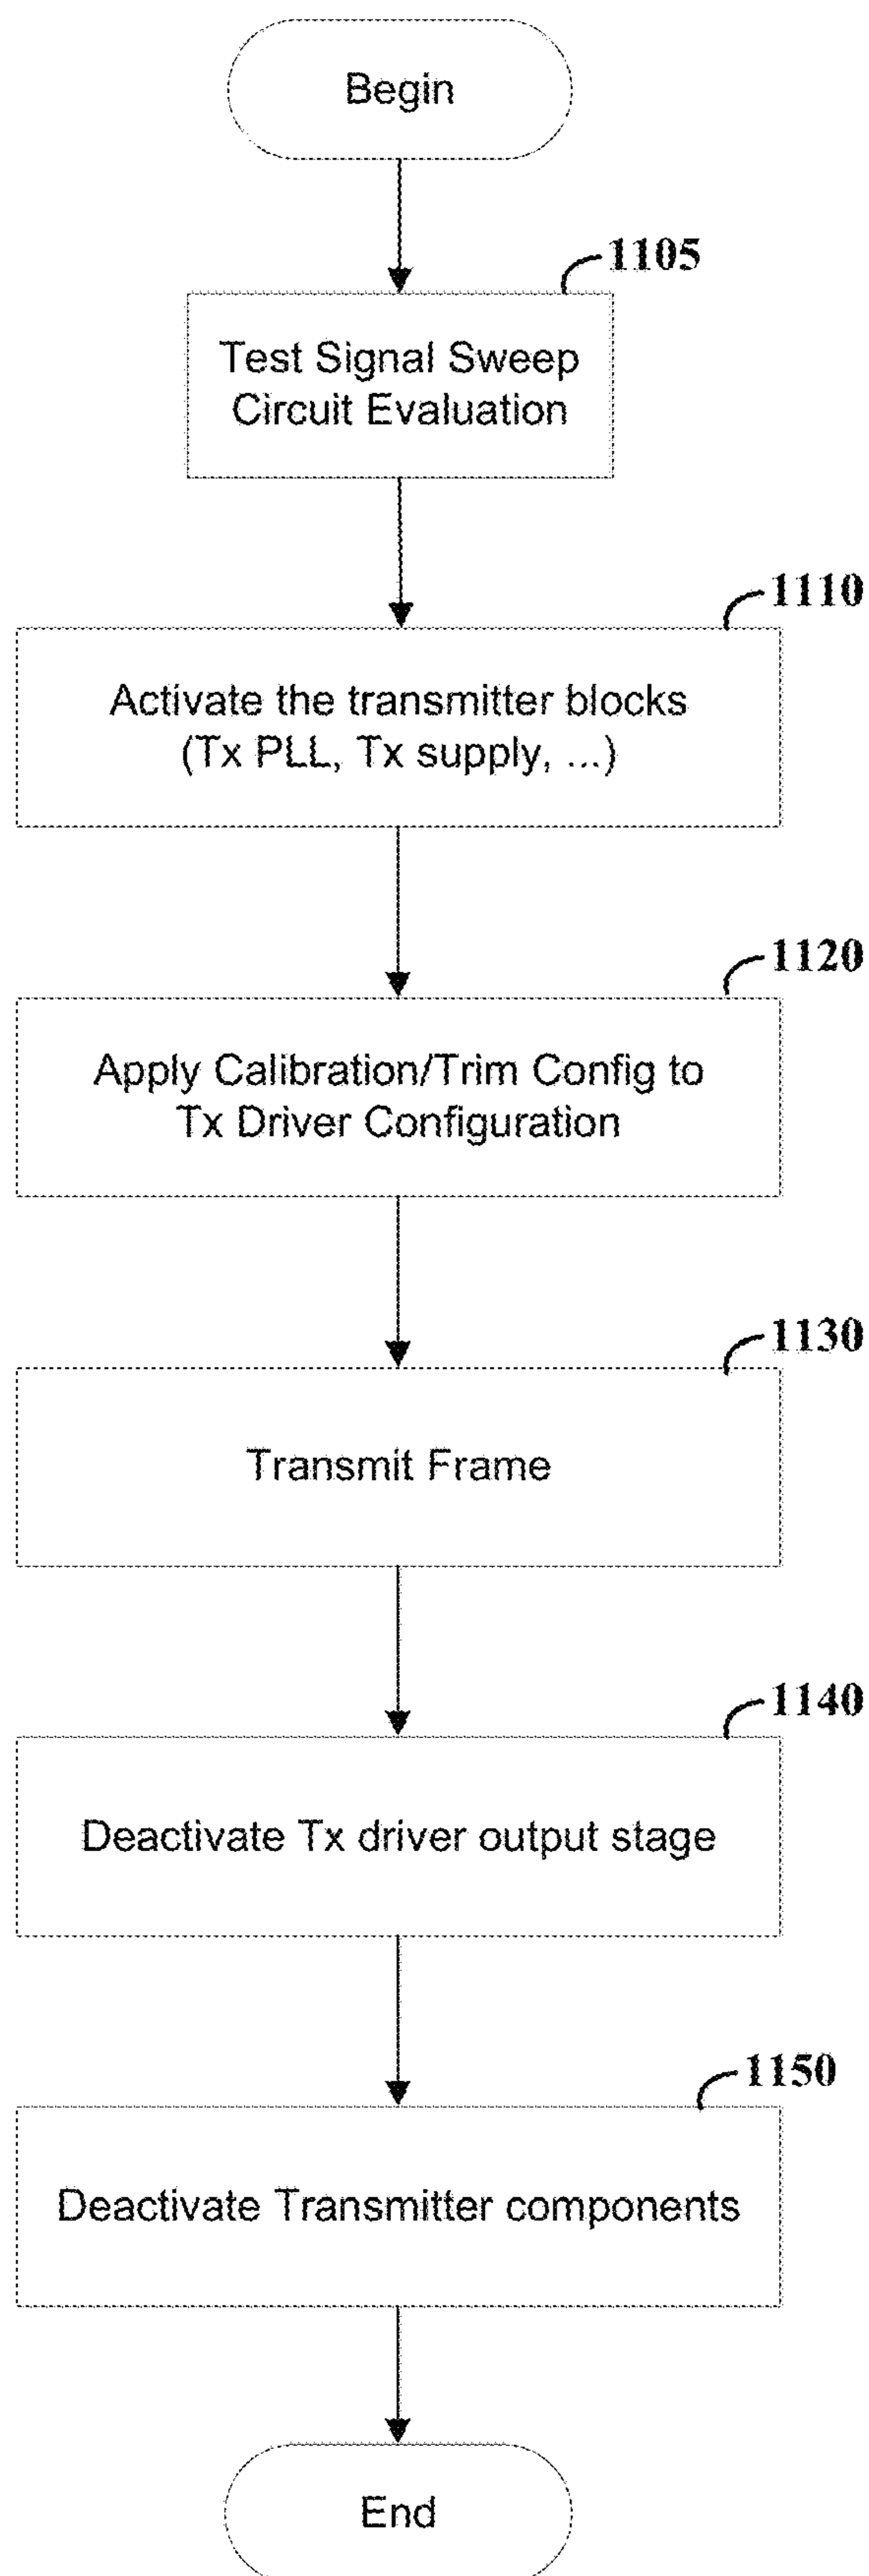 Begin
1105
Test Signal Sweep
Circuit Evaluation
1110
Activate the transmitter blocks
(Tx PLL, Tx supply, ...)
1120
Apply Calibration/Trim Config to
Tx Driver Configuration
1130
Transmit Frame
1140
Deactivate Tx driver output stage
1150
Deactivate Transmitter components
End